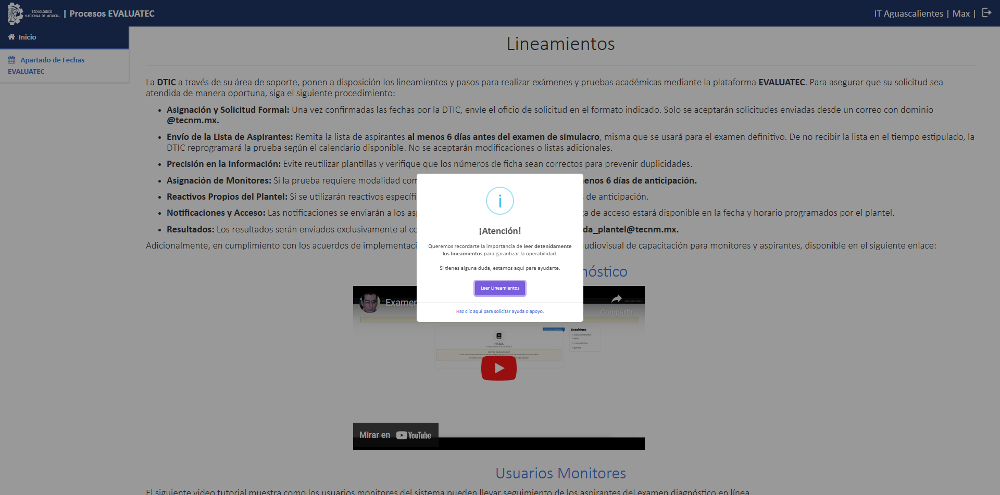 TECNOLÓGICO
NACIONAL DE MÉXICO.
| Procesos EVALUATEC
IT Aguascalientes | Max |
Inicio
Apartado de Fechas
EVALUATEC
Lineamientos
La DTIC a través de su área de soporte, ponen a disposición los lineamientos y pasos para realizar exámenes y pruebas académicas mediante la plataforma EVALUATEC. Para asegurar que su solicitud sea
atendida de manera oportuna, siga el siguiente procedimiento:
• Asignación y Solicitud Formal: Una vez confirmadas las fechas por la DTIC, envíe el oficio de solicitud en el formato indicado. Solo se aceptarán solicitudes enviadas desde un correo con dominio
@tecnm.mx.
• Envío de la Lista de Aspirantes: Remita la lista de aspirantes al menos 6 días antes del examen de simulacro, misma que se usará para el examen definitivo. De no recibir la lista en el tiempo estipulado, la
DTIC reprogramará la prueba según el calendario disponible. No se aceptarán modificaciones o listas adicionales.
• Precisión en la Información: Evite reutilizar plantillas y verifique que los números de ficha sean correctos para prevenir duplicidades.
• Asignación de Monitores: Si la prueba requiere modalidad con enos 6 días de anticipación.
• Reactivos Propios del Plantel: Si se utilizarán reactivos específi de anticipación.
• Notificaciones y Acceso: Las notificaciones se enviarán a los as a de acceso estará disponible en la fecha y horario programados por el plantel.
• Resultados: Los resultados serán enviados exclusivamente al co da_plantel@tecnm.mx.
Adicionalmente, en cumplimiento con los acuerdos de implementaci udiovisual de capacitación para monitores y aspirantes, disponible en el siguiente enlace:
nóstico
¡Atención!
Queremos recordarte la importancia de leer detenidamente
los lineamientos para garantizar la operabilidad.
Si tienes alguna duda, estamos aquí para ayudarte.
Leer Lineamientos
Haz clic aquí para solicitar ayuda o apoyo.
Examen
Compartir
Secciónes
FISICA
FISICA
Mirar en YouTube
Usuarios Monitores
El siguiente video tutorial muestra como los usuarios monitores del sistema pueden llevar seguimiento de los aspirantes del examen diagnóstico en línea